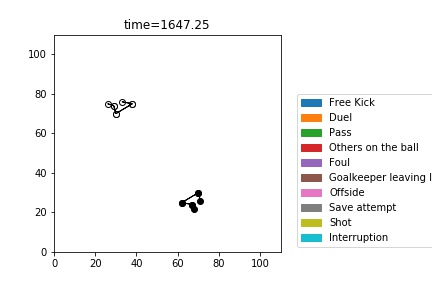 time=1647.25
100
80
60
40
20
0
0 20 40 60 80 100
Free Kick
Duel
Pass
Others on the ball
Foul
Goalkeeper leaving l
Offside
Save attempt
Shot
Interruption